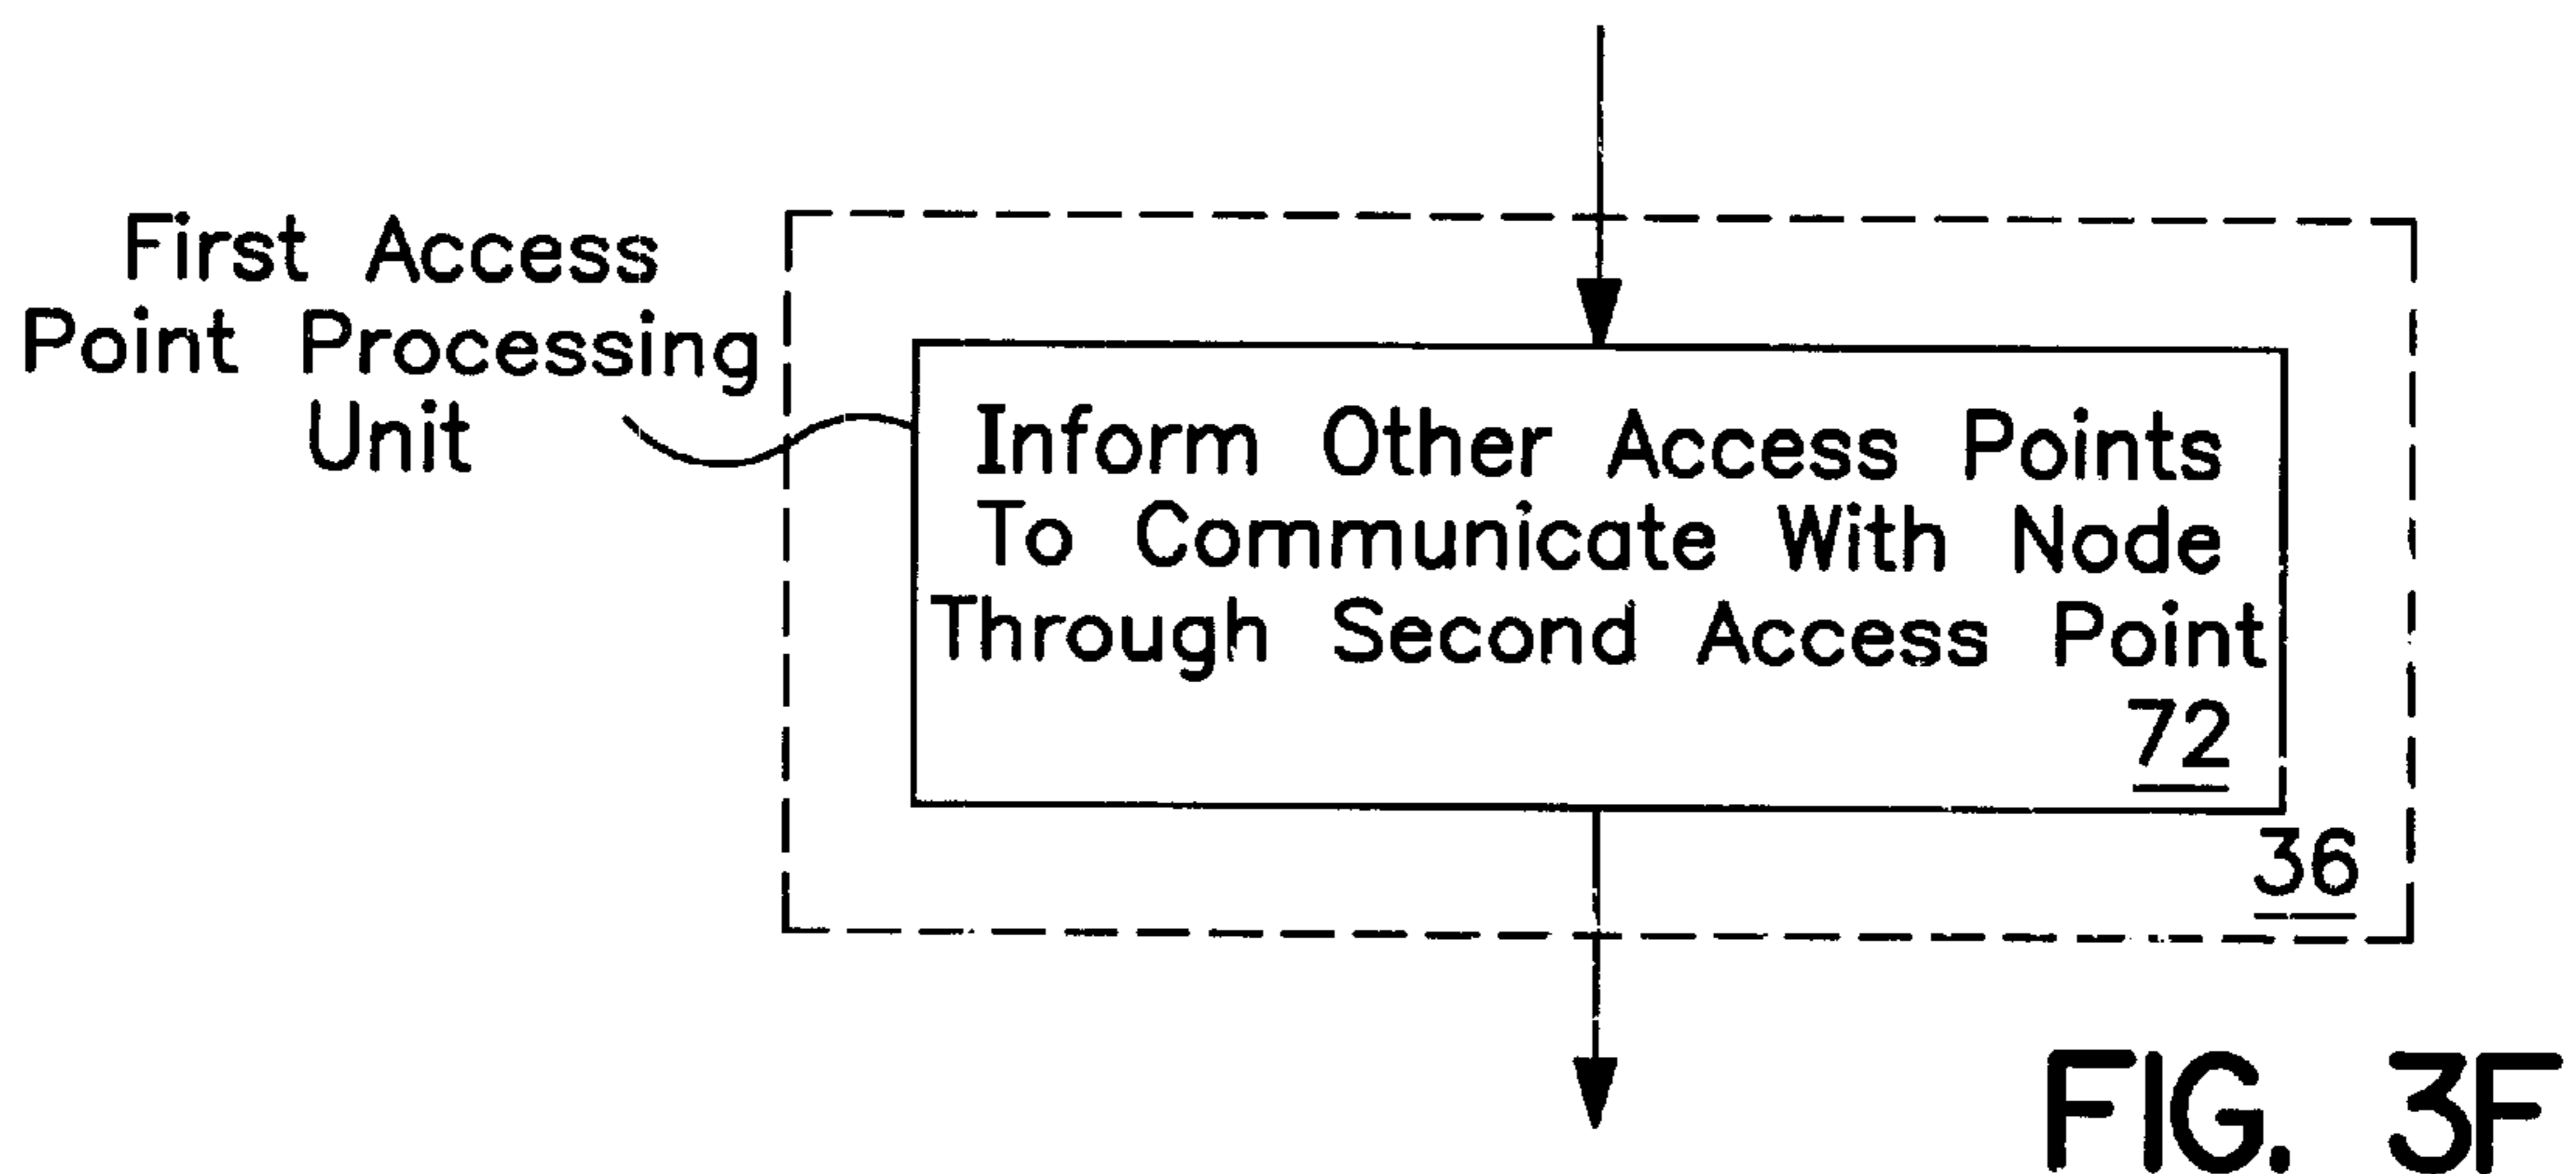 First Access
Point Processing
Unit
Inform Other Access Points
To Communicate With Node
Through Second Access Point
72
36
FIG. 3F